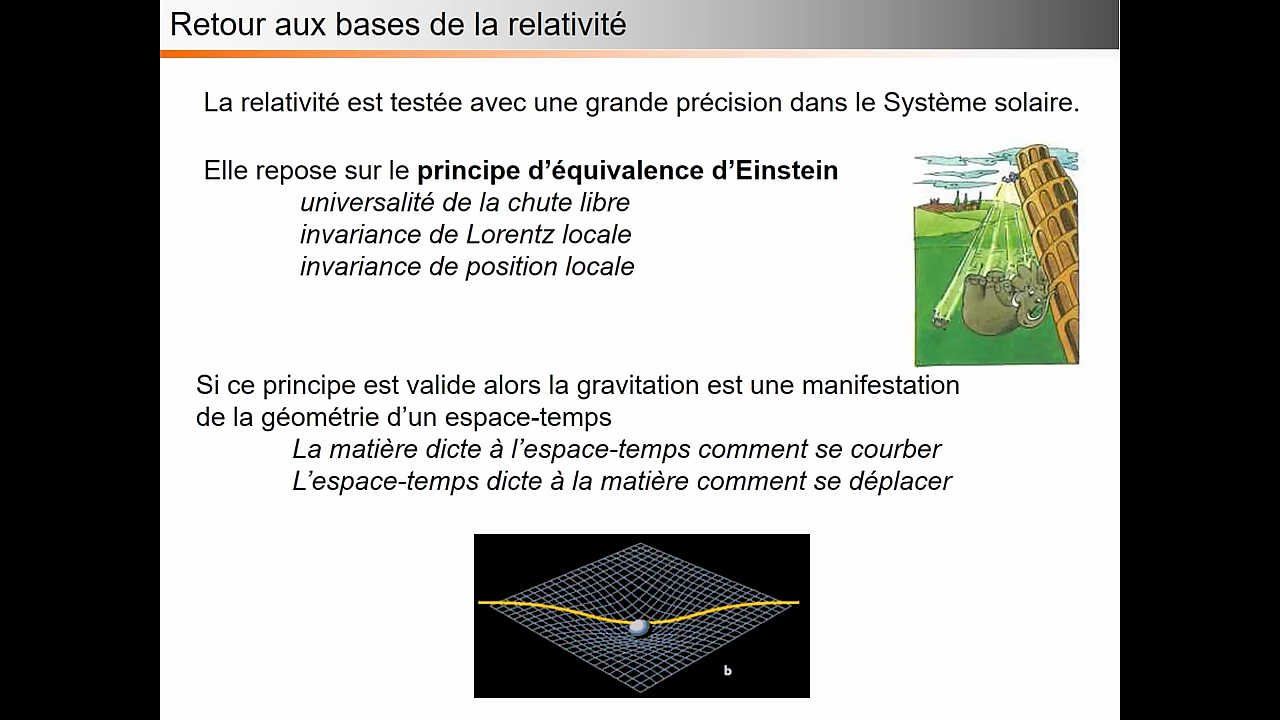 Retour aux bases de la relativité
La relativité est testée avec une grande précision dans le Système solaire.
Elle repose sur le principe d’équivalence d’Einstein
universalité de la chute libre
invariance de Lorentz locale
invariance de position locale
Si ce principe est valide alors la gravitation est une manifestation
de la géométrie d’un espace-temps
La matière dicte à l’espace-temps comment se courber
L’espace-temps dicte à la matière comment se déplacer
b